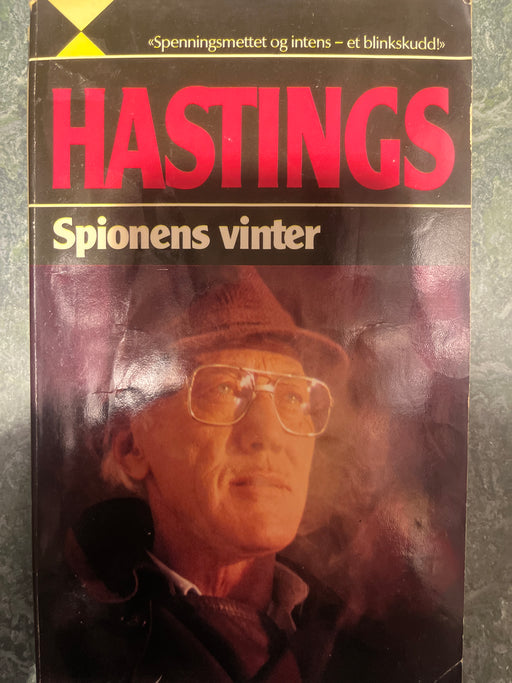 «Spenningsmettet og intens – et blinkskudd!»
HASTINGS
Spionens vinter